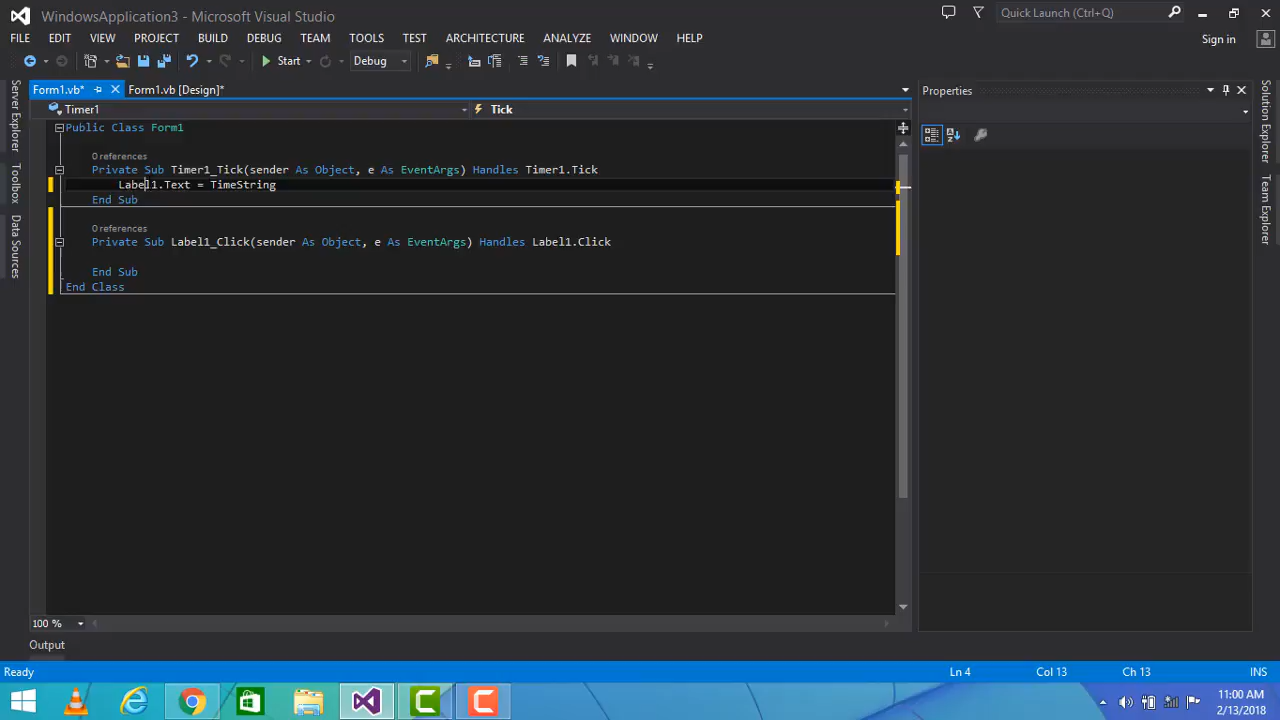 WindowsApplication3 - Microsoft Visual Studio
Quick Launch (Ctrl+Q)
FILE EDIT VIEW PROJECT BUILD DEBUG TEAM TOOLS TEST ARCHITECTURE ANALYZE WINDOW HELP
Sign in
Start Debug
Form1.vb* Form1.vb [Design]*
Properties
Timer1 Tick
Server Explorer
Toolbox
Data Sources
Solution Explorer
Team Explorer
Public Class Form1
0 references
Private Sub Timer1_Tick(sender As Object, e As EventArgs) Handles Timer1.Tick
Label1.Text = TimeString
End Sub
0 references
Private Sub Label1_Click(sender As Object, e As EventArgs) Handles Label1.Click
End Sub
End Class
100 %
Output
Ready Ln 4 Col 13 Ch 13 INS
11:00 AM
2/13/2018